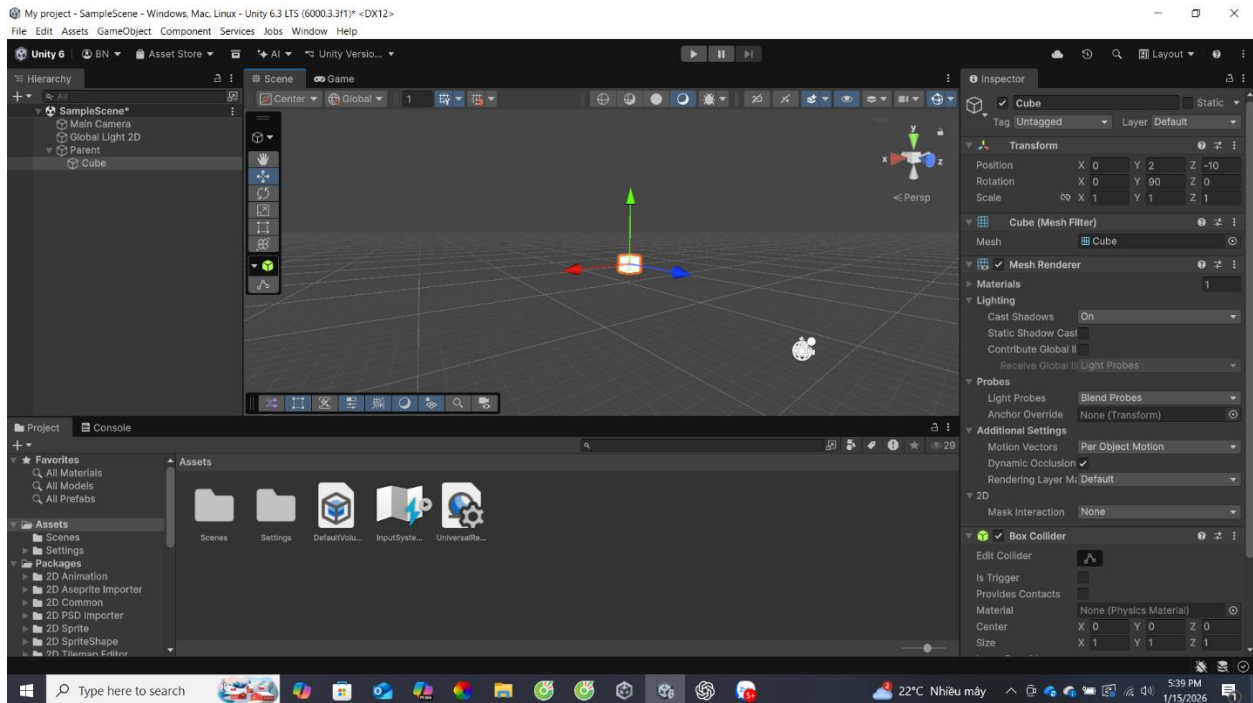 My project - SampleScene - Windows, Mac, Linux - Unity 6.3 LTS (6000.3.3f1)* <DX12>
File Edit Assets GameObject Component Services Jobs Window Help
Unity 6 BN Asset Store AI Unity Versio...
Layout
Hierarchy
Scene Game
Inspector
All
Center Global 1
2D
SampleScene*
Main Camera
Global Light 2D
Parent
Cube
y
x z
Persp
Cube Static
Tag Untagged Layer Default
Transform
Position X 0 Y 2 Z -10
Rotation X 0 Y 90 Z 0
Scale X 1 Y 1 Z 1
Cube (Mesh Filter)
Mesh Cube
Mesh Renderer
Materials 1
Lighting
Cast Shadows On
Static Shadow Cast
Contribute Global Il
Receive Global Ill Light Probes
Probes
Light Probes Blend Probes
Anchor Override None (Transform)
Additional Settings
Motion Vectors Per Object Motion
Dynamic Occlusion
Rendering Layer Ma Default
2D
Mask Interaction None
Box Collider
Edit Collider
Is Trigger
Provides Contacts
Material None (Physics Material)
Center X 0 Y 0 Z 0
Size X 1 Y 1 Z 1
Project Console
29
Favorites
All Materials
All Models
All Prefabs
Assets
Scenes
Settings
Packages
2D Animation
2D Aseprite Importer
2D Common
2D PSD Importer
2D Sprite
2D SpriteShape
2D Tilemap Editor
Assets
Scenes Settings DefaultVolu... InputSyste... UniversalRe...
Type here to search
22°C Nhiều mây
5:39 PM
1/15/2026